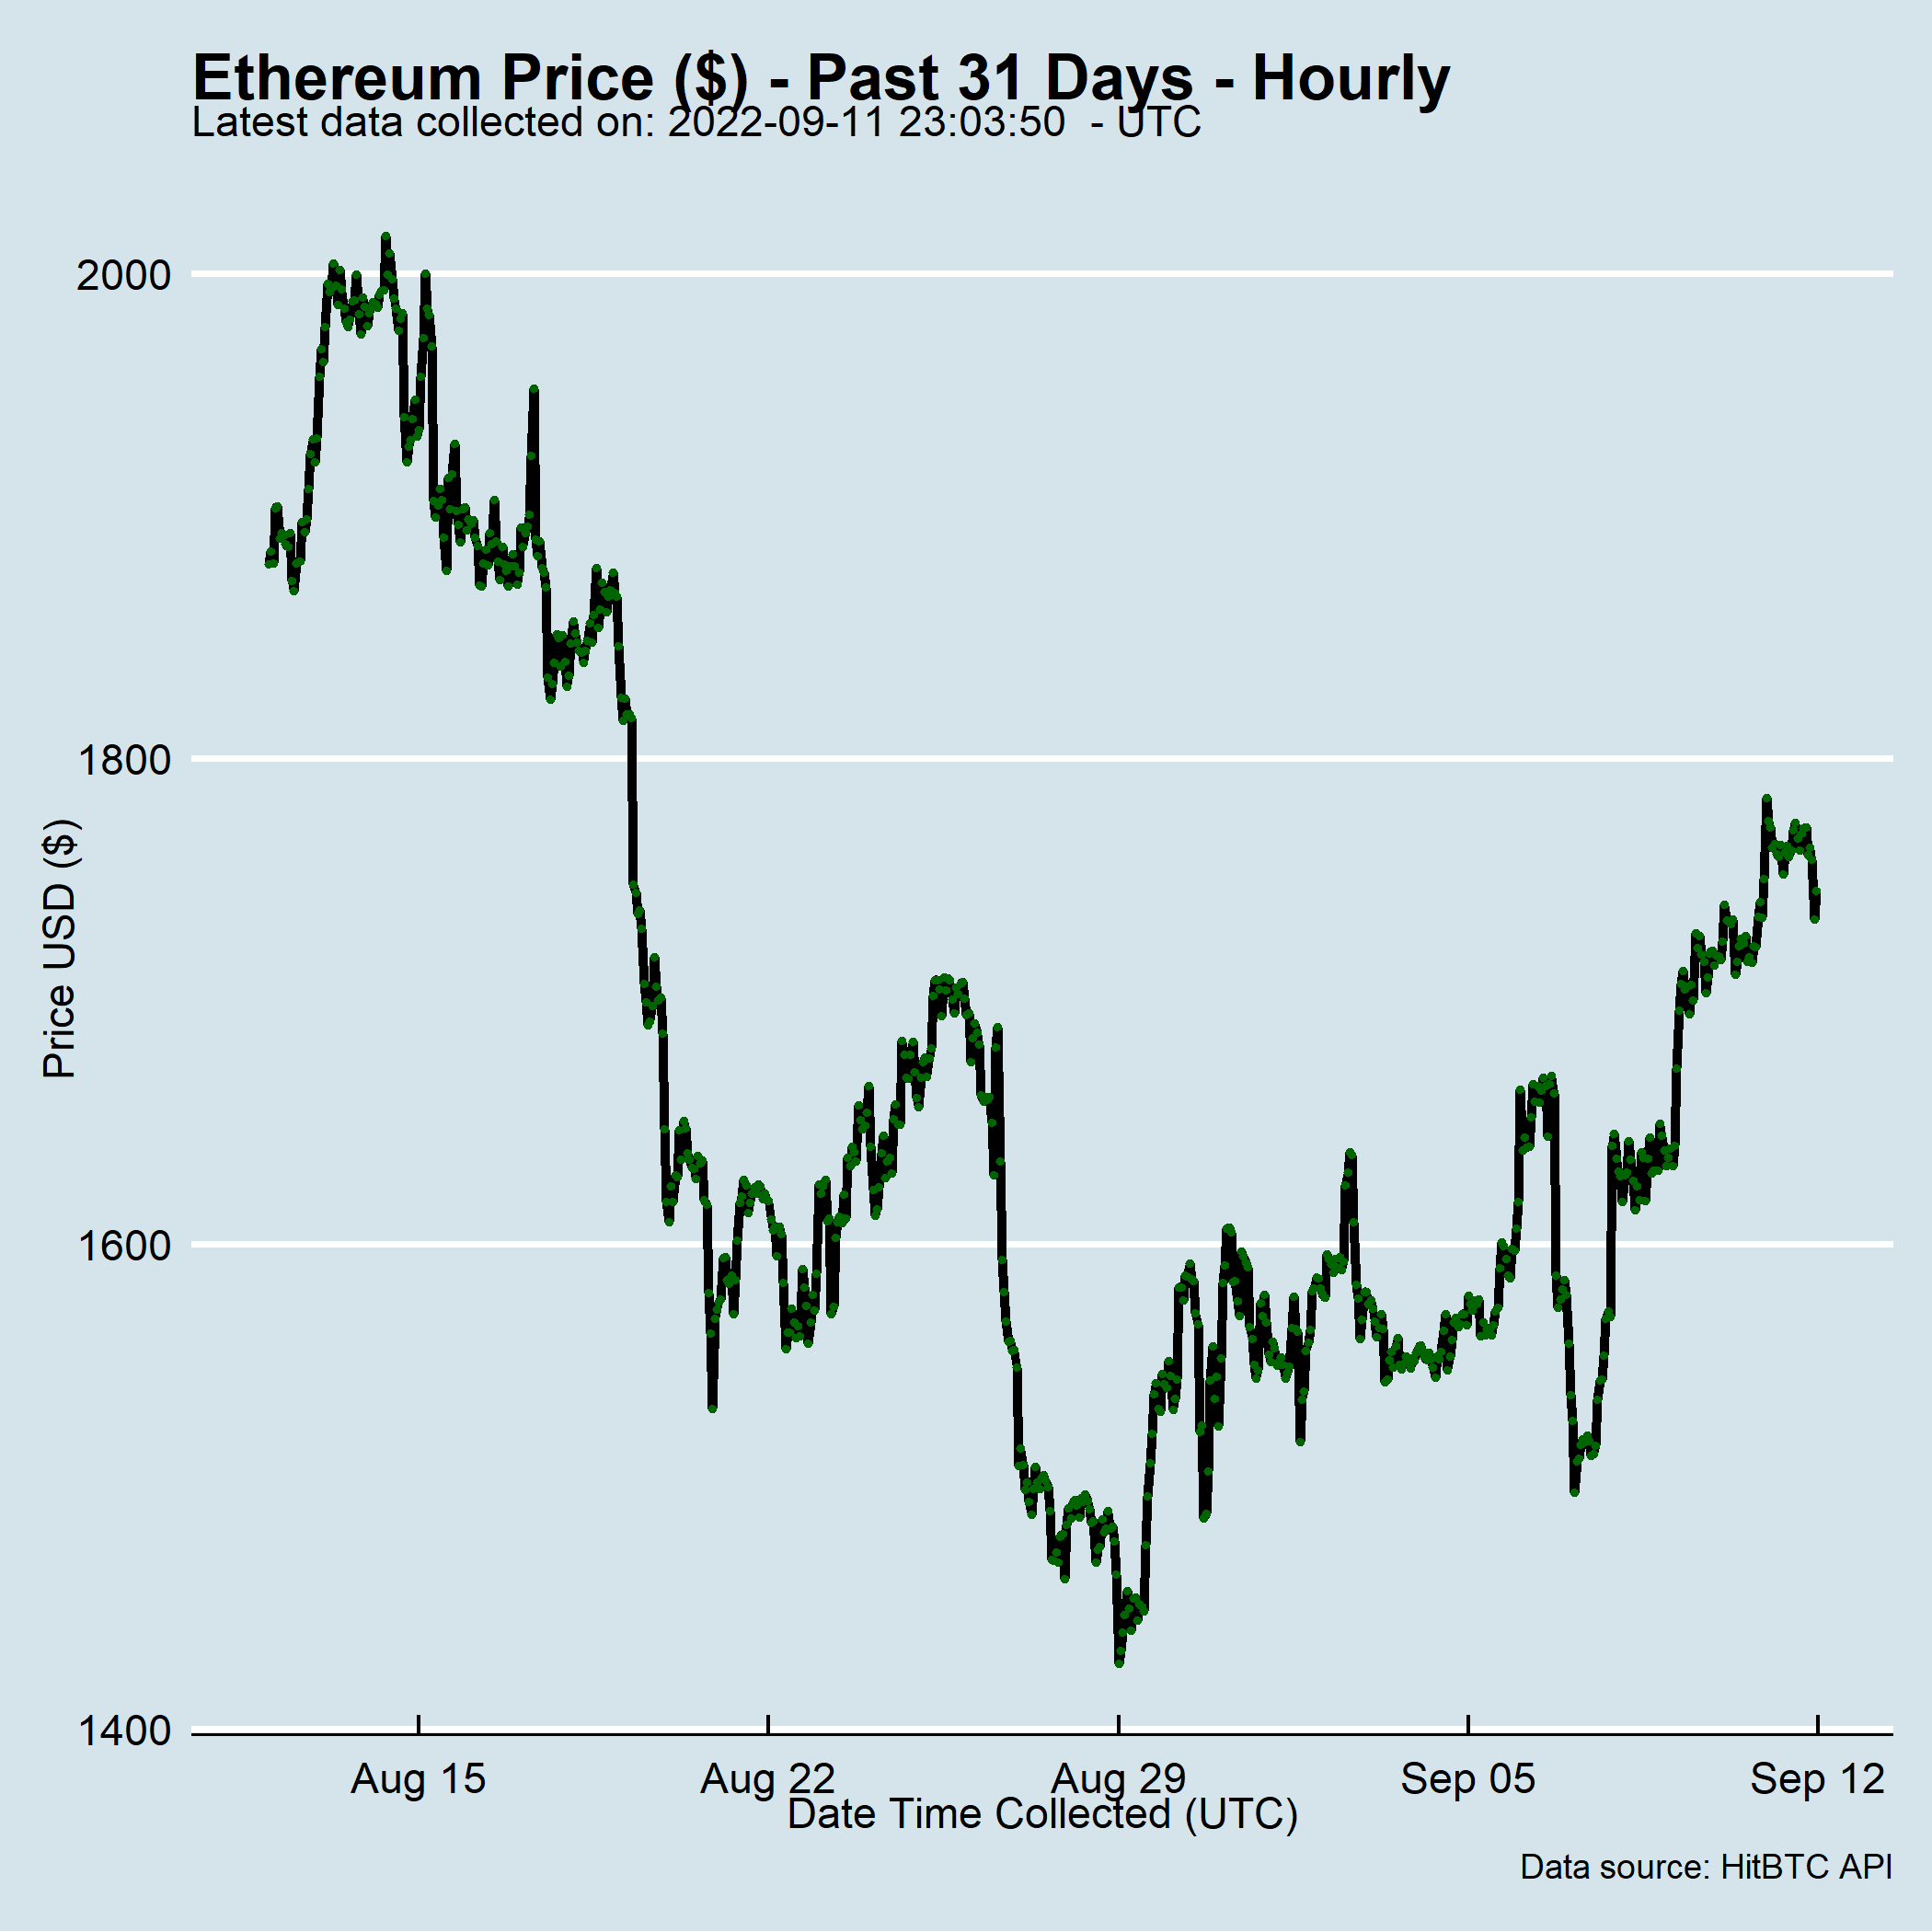 Ethereum Price ($) - Past 31 Days - Hourly
Latest data collected on: 2022-09-11 23:03:50  - UTC
2000
1800
1600
1400
Price USD ($)
Aug 15 Aug 22 Aug 29 Sep 05 Sep 12
Date Time Collected (UTC)
Data source: HitBTC API